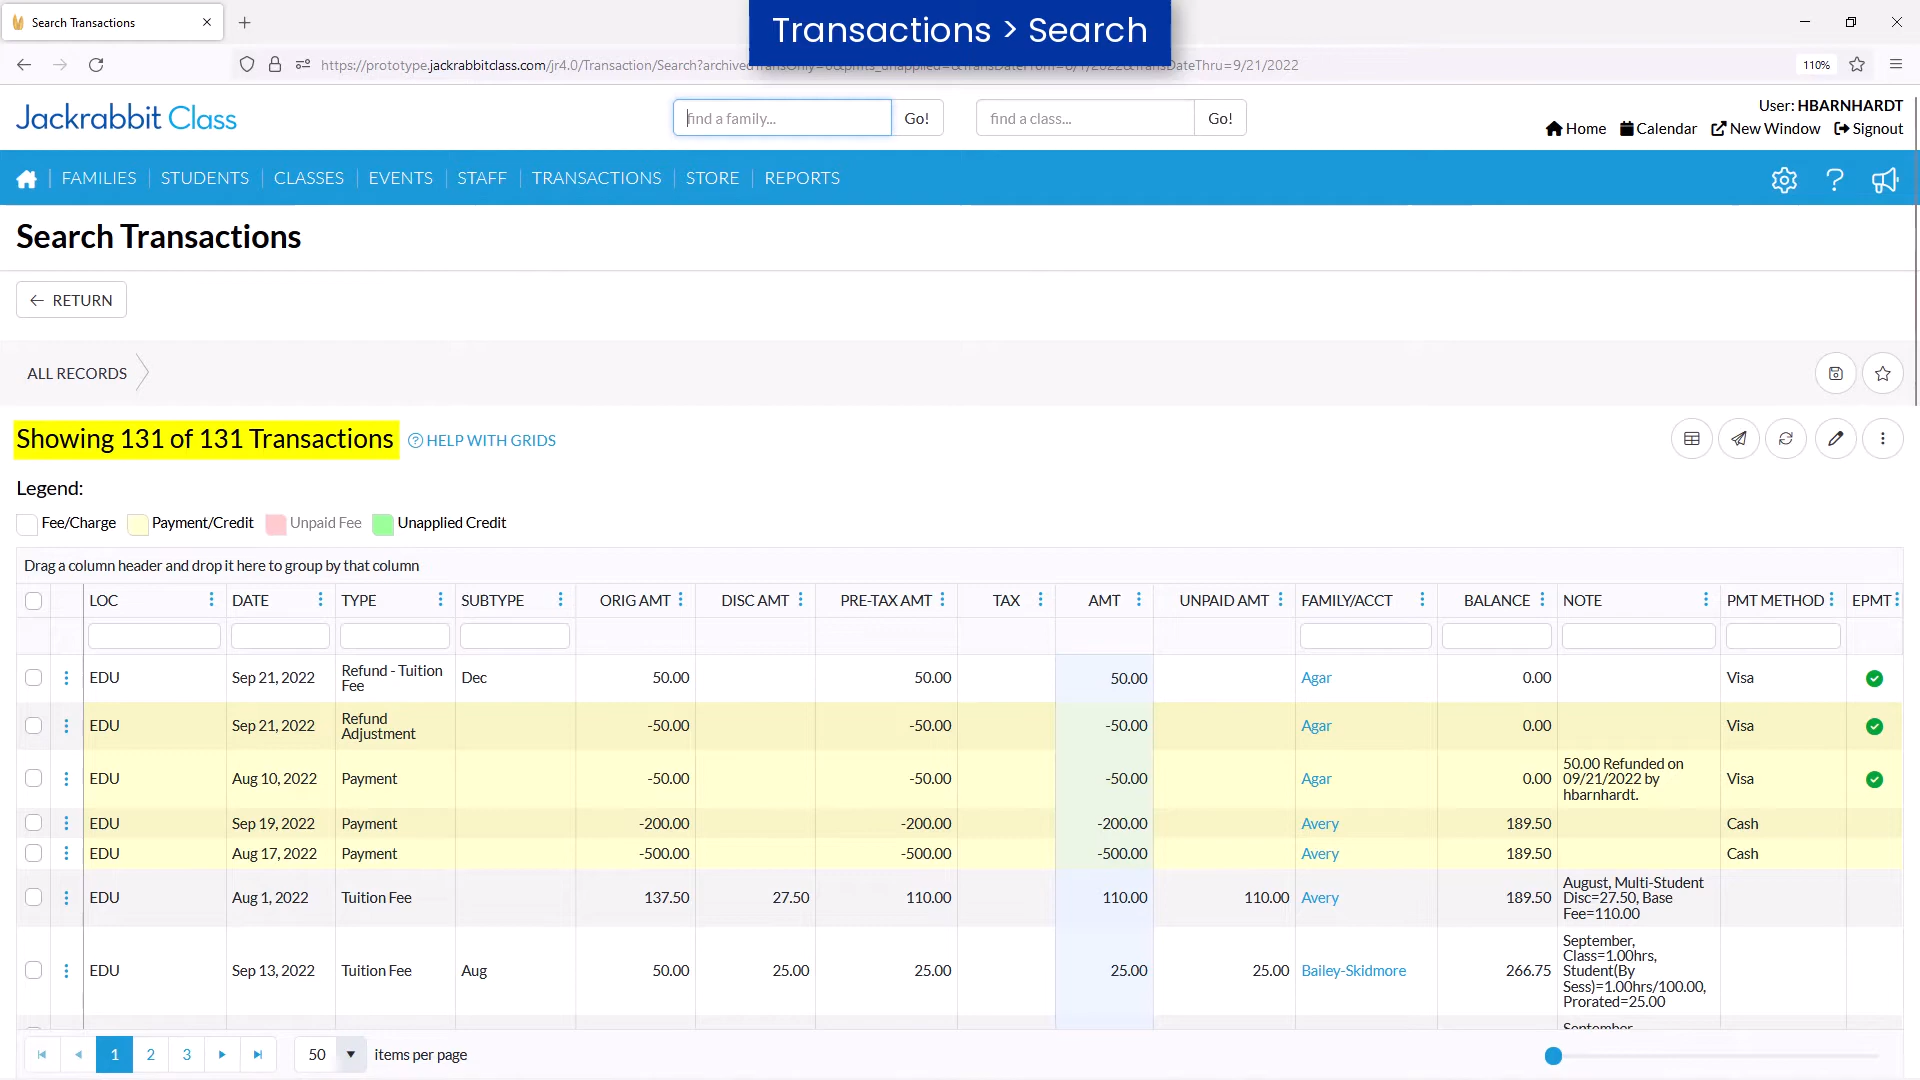 Search Transactions
Transactions > Search
https://prototype.jackrabbitclass.com/jr4.0/Transaction/Search?archived
DateThru=9/21/2022
110%
Jackrabbit Class
find a family...
Go!
find a class...
Go!
User: HBARNHARDT
Home
Calendar
New Window
Signout
FAMILIES
STUDENTS
CLASSES
EVENTS
STAFF
TRANSACTIONS
STORE
REPORTS
Search Transactions
RETURN
ALL RECORDS
Showing 131 of 131 Transactions
HELP WITH GRIDS
Legend:
Fee/Charge
Payment/Credit
Unpaid Fee
Unapplied Credit
Drag a column header and drop it here to group by that column
LOC DATE TYPE SUBTYPE ORIG AMT DISC AMT PRE-TAX AMT TAX AMT UNPAID AMT FAMILY/ACCT BALANCE NOTE PMT METHOD EPMT
EDU Sep 21, 2022 Refund - Tuition Fee Dec 50.00 50.00 50.00 Agar 0.00 Visa
EDU Sep 21, 2022 Refund Adjustment -50.00 -50.00 -50.00 Agar 0.00 Visa
EDU Aug 10, 2022 Payment -50.00 -50.00 -50.00 Agar 0.00 50.00 Refunded on 09/21/2022 by hbarnhardt. Visa
EDU Sep 19, 2022 Payment -200.00 -200.00 -200.00 Avery 189.50 Cash
EDU Aug 17, 2022 Payment -500.00 -500.00 -500.00 Avery 189.50 Cash
EDU Aug 1, 2022 Tuition Fee 137.50 27.50 110.00 110.00 110.00 Avery 189.50 August, Multi-Student Disc=27.50, Base Fee=110.00
EDU Sep 13, 2022 Tuition Fee Aug 50.00 25.00 25.00 25.00 25.00 Bailey-Skidmore 266.75 September, Class=1.00hrs, Student(By Sess)=1.00hrs/100.00, Prorated=25.00
September,
1 2 3
50
items per page